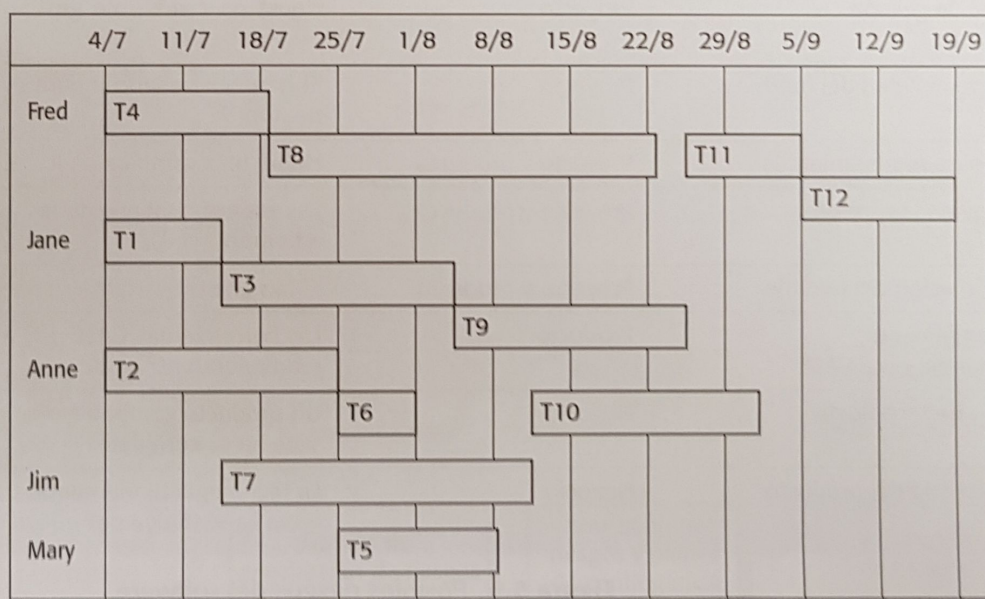 4/7 11/7 18/7 25/7 1/8 8/8 15/8 22/8 29/8 5/9 12/9 19/9
Fred T4
T8 T11
T12
Jane T1
T3
T9
Anne T2
T6 T10
Jim T7
Mary T5